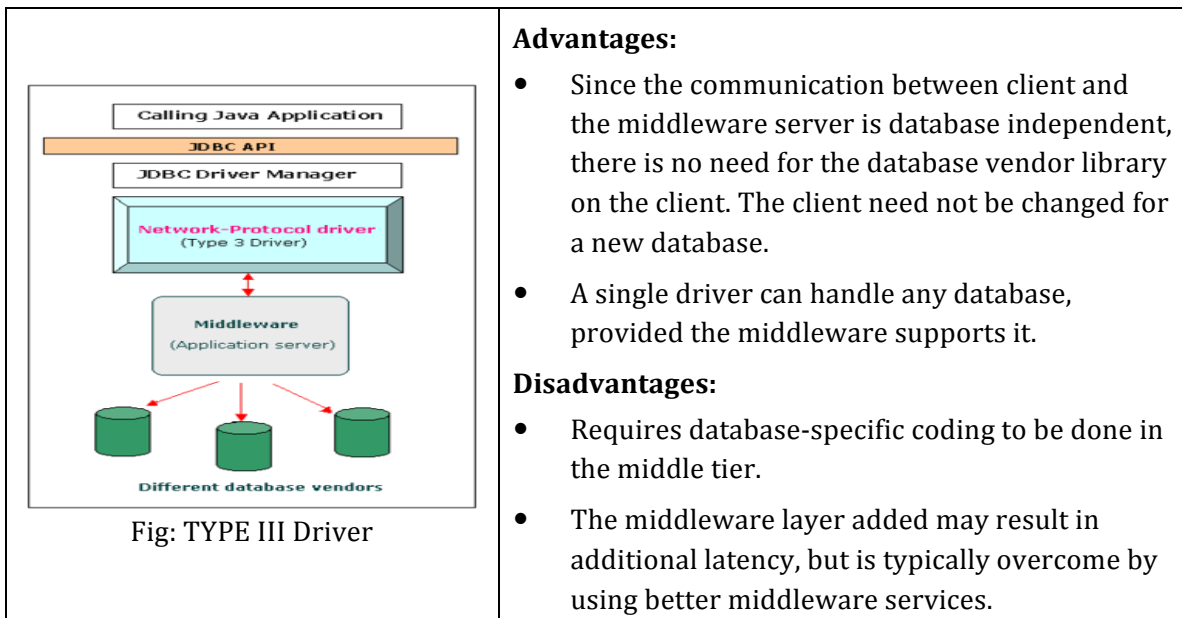 Calling Java Application
JDBC API
JDBC Driver Manager
Network-Protocol driver
(Type 3 Driver)
Middleware
(Application server)
Different database vendors
Fig: TYPE III Driver
Advantages:
• Since the communication between client and
the middleware server is database independent,
there is no need for the database vendor library
on the client. The client need not be changed for
a new database.
• A single driver can handle any database,
provided the middleware supports it.
Disadvantages:
• Requires database-specific coding to be done in
the middle tier.
• The middleware layer added may result in
additional latency, but is typically overcome by
using better middleware services.